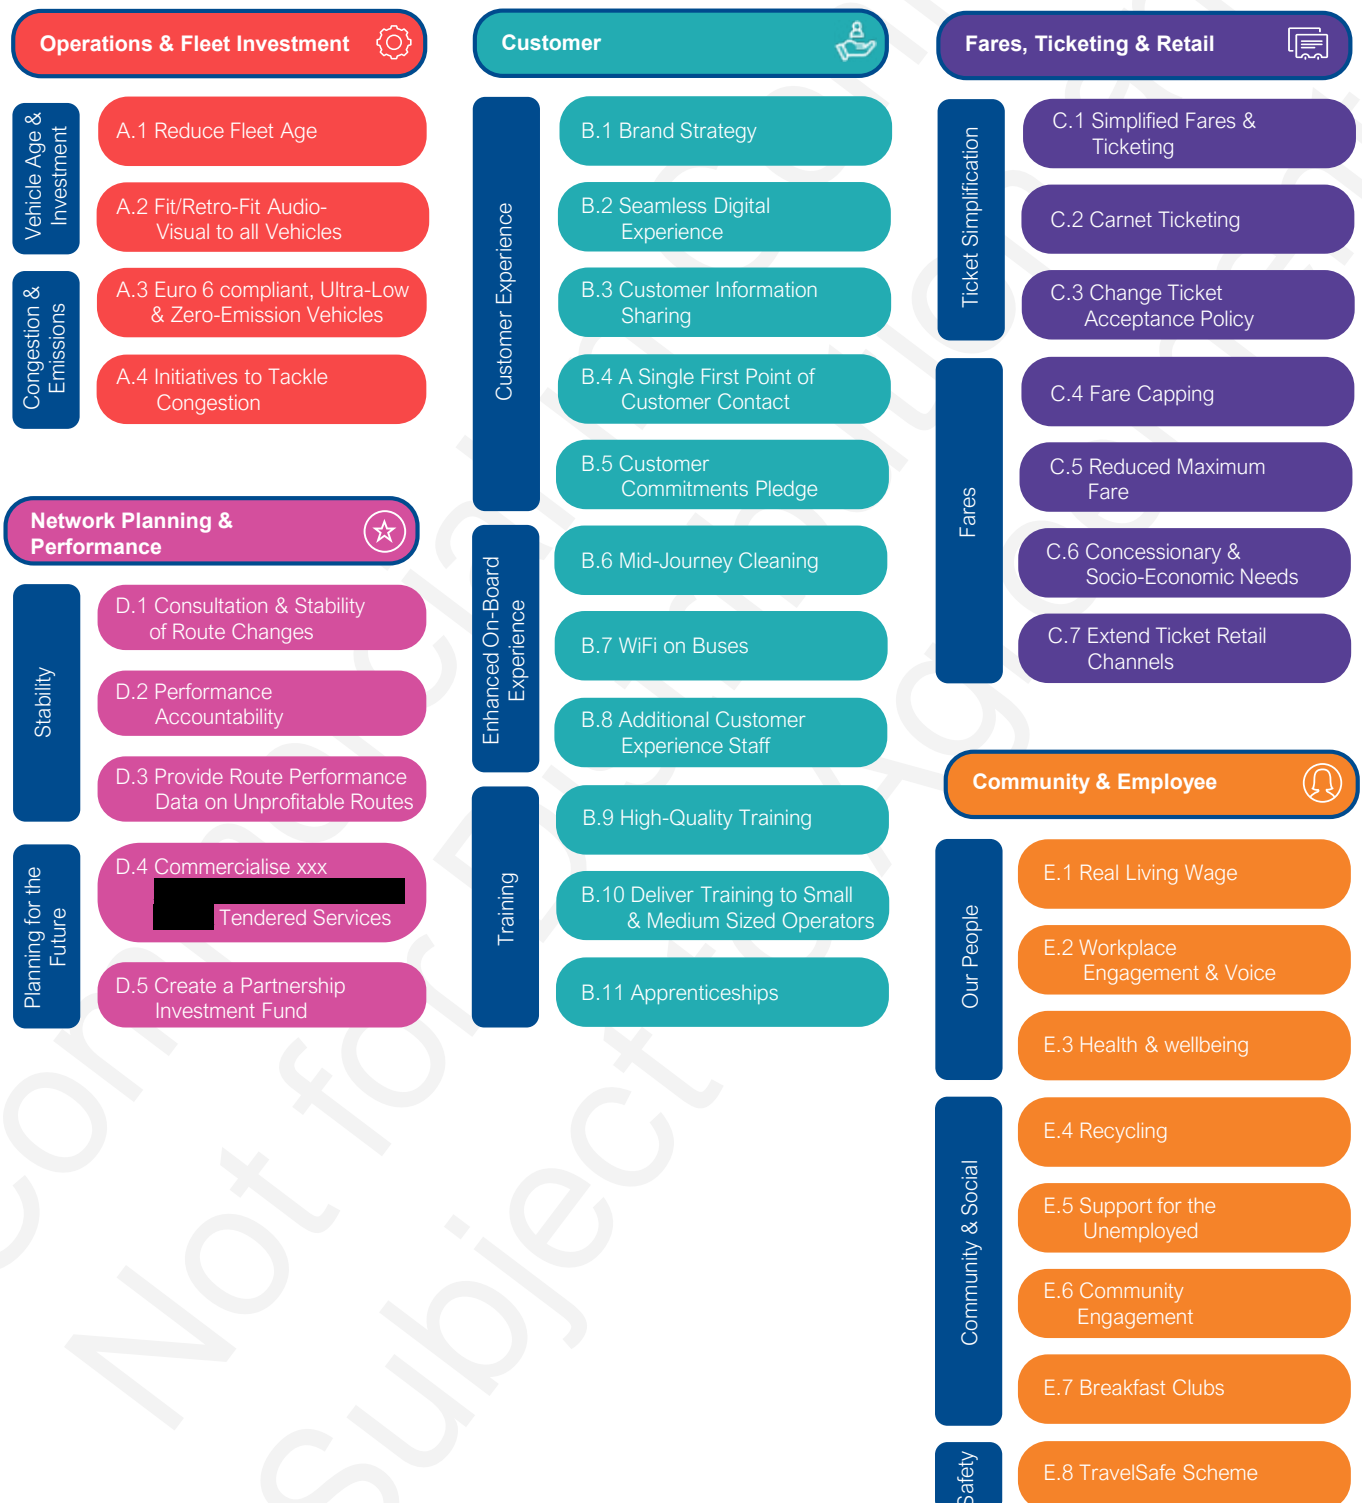 Operations & Fleet Investment
Vehicle Age &
Investment
A.1 Reduce Fleet Age
A.2 Fit/Retro-Fit Audio-
Visual to all Vehicles
Congestion &
Emissions
A.3 Euro 6 compliant, Ultra-Low
& Zero-Emission Vehicles
A.4 Initiatives to Tackle
Congestion
Network Planning &
Performance
Stability
D.1 Consultation & Stability
of Route Changes
D.2 Performance
Accountability
D.3 Provide Route Performance
Data on Unprofitable Routes
Planning for the
Future
D.4 Commercialise xxx
Tendered Services
D.5 Create a Partnership
Investment Fund
Customer
Customer Experience
B.1 Brand Strategy
B.2 Seamless Digital
Experience
B.3 Customer Information
Sharing
B.4 A Single First Point of
Customer Contact
B.5 Customer
Commitments Pledge
Enhanced On-Board
Experience
B.6 Mid-Journey Cleaning
B.7 WiFi on Buses
B.8 Additional Customer
Experience Staff
Training
B.9 High-Quality Training
B.10 Deliver Training to Small
& Medium Sized Operators
B.11 Apprenticeships
Fares, Ticketing & Retail
Ticket Simplification
C.1 Simplified Fares &
Ticketing
C.2 Carnet Ticketing
C.3 Change Ticket
Acceptance Policy
Fares
C.4 Fare Capping
C.5 Reduced Maximum
Fare
C.6 Concessionary &
Socio-Economic Needs
C.7 Extend Ticket Retail
Channels
Community & Employee
Our People
E.1 Real Living Wage
E.2 Workplace
Engagement & Voice
E.3 Health & wellbeing
Community & Social
E.4 Recycling
E.5 Support for the
Unemployed
E.6 Community
Engagement
E.7 Breakfast Clubs
Safety
E.8 TravelSafe Scheme
Not for
Subject to